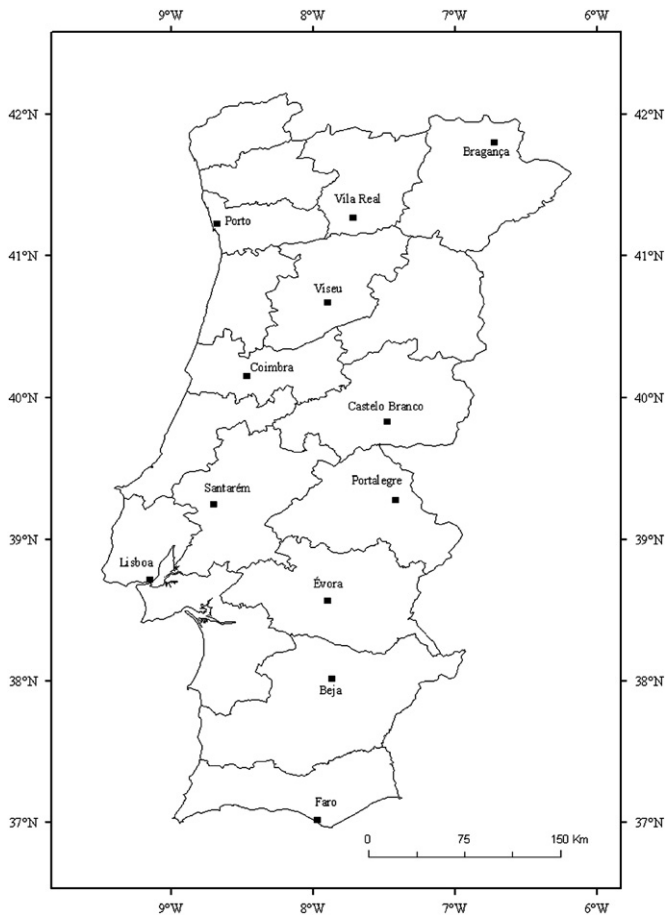 9°W 8°W 7°W 6°W
42°N 42°N
Bragança
Vila Real
Porto
41°N 41°N
Viseu
Coimbra
40°N 40°N
Castelo Branco
Portalegre
Santarém
39°N 39°N
Lisboa
Évora
38°N 38°N
Beja
Faro
37°N 37°N
0 75 150 Km
9°W 8°W 7°W 6°W